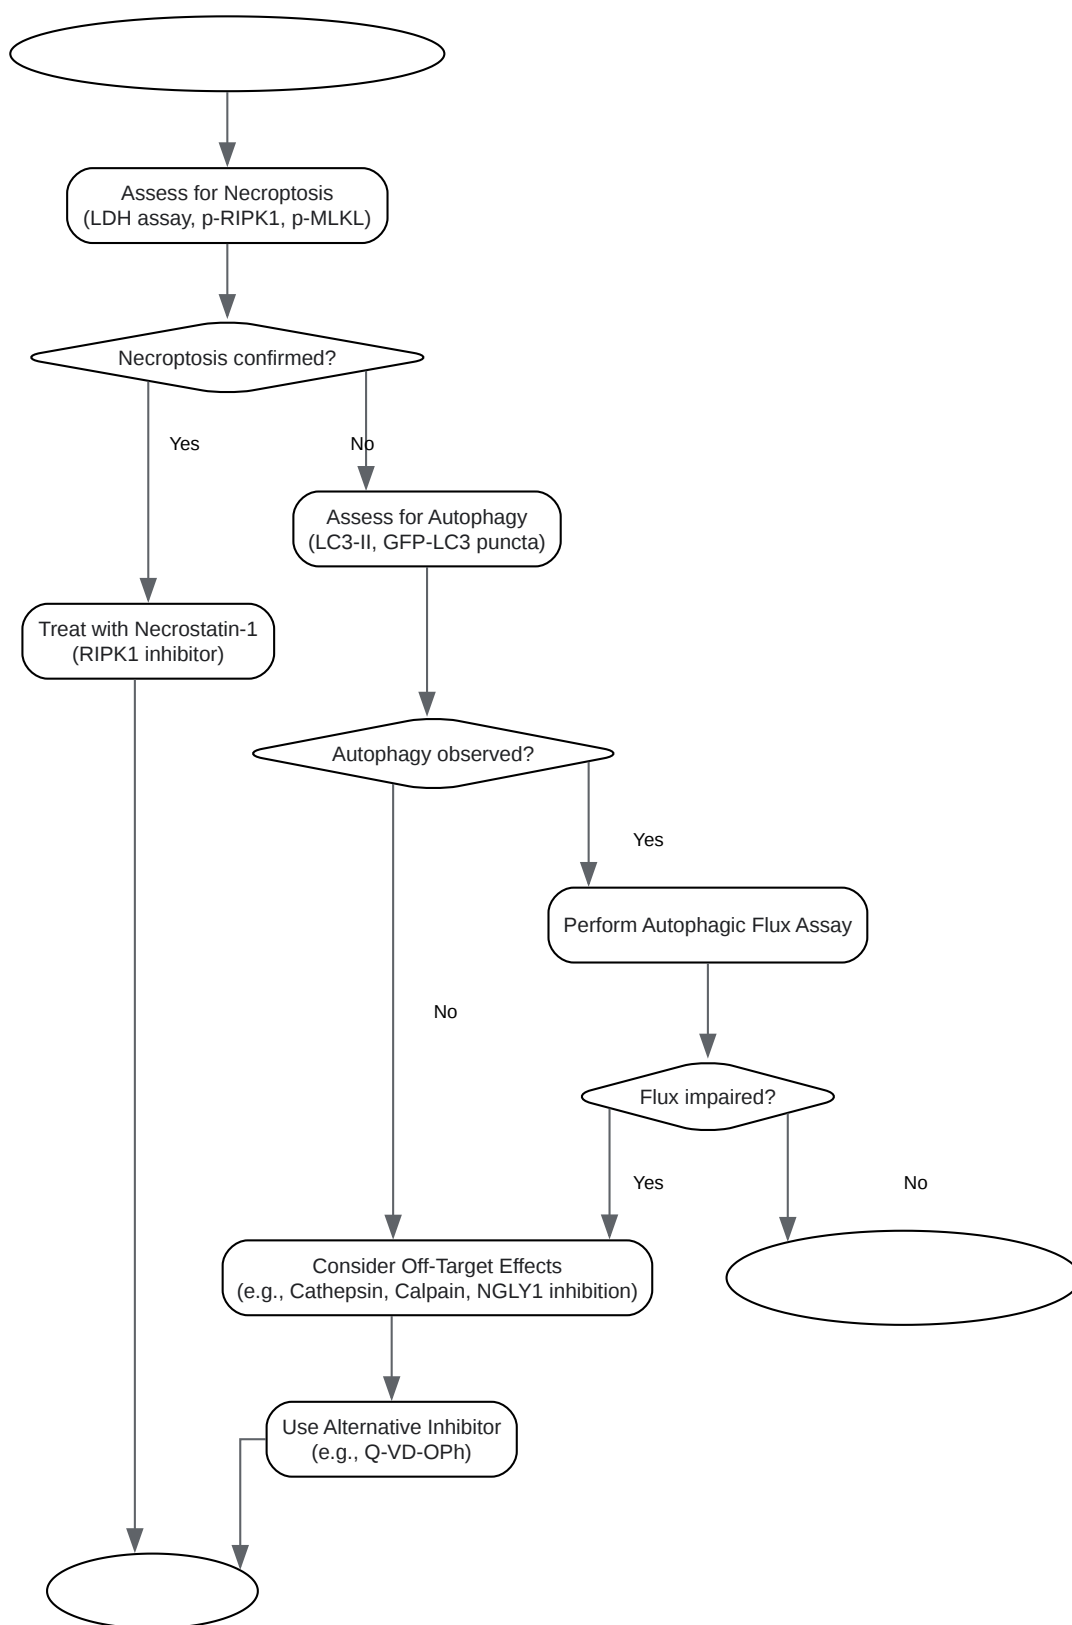 Assess for Necroptosis
(LDH assay, p-RIPK1, p-MLKL)
Necroptosis confirmed?
Yes
No
Assess for Autophagy
(LC3-II, GFP-LC3 puncta)
Treat with Necrostatin-1
(RIPK1 inhibitor)
Autophagy observed?
Yes
Perform Autophagic Flux Assay
No
Flux impaired?
Yes
No
Consider Off-Target Effects
(e.g., Cathepsin, Calpain, NGLY1 inhibition)
Use Alternative Inhibitor
(e.g., Q-VD-OPh)